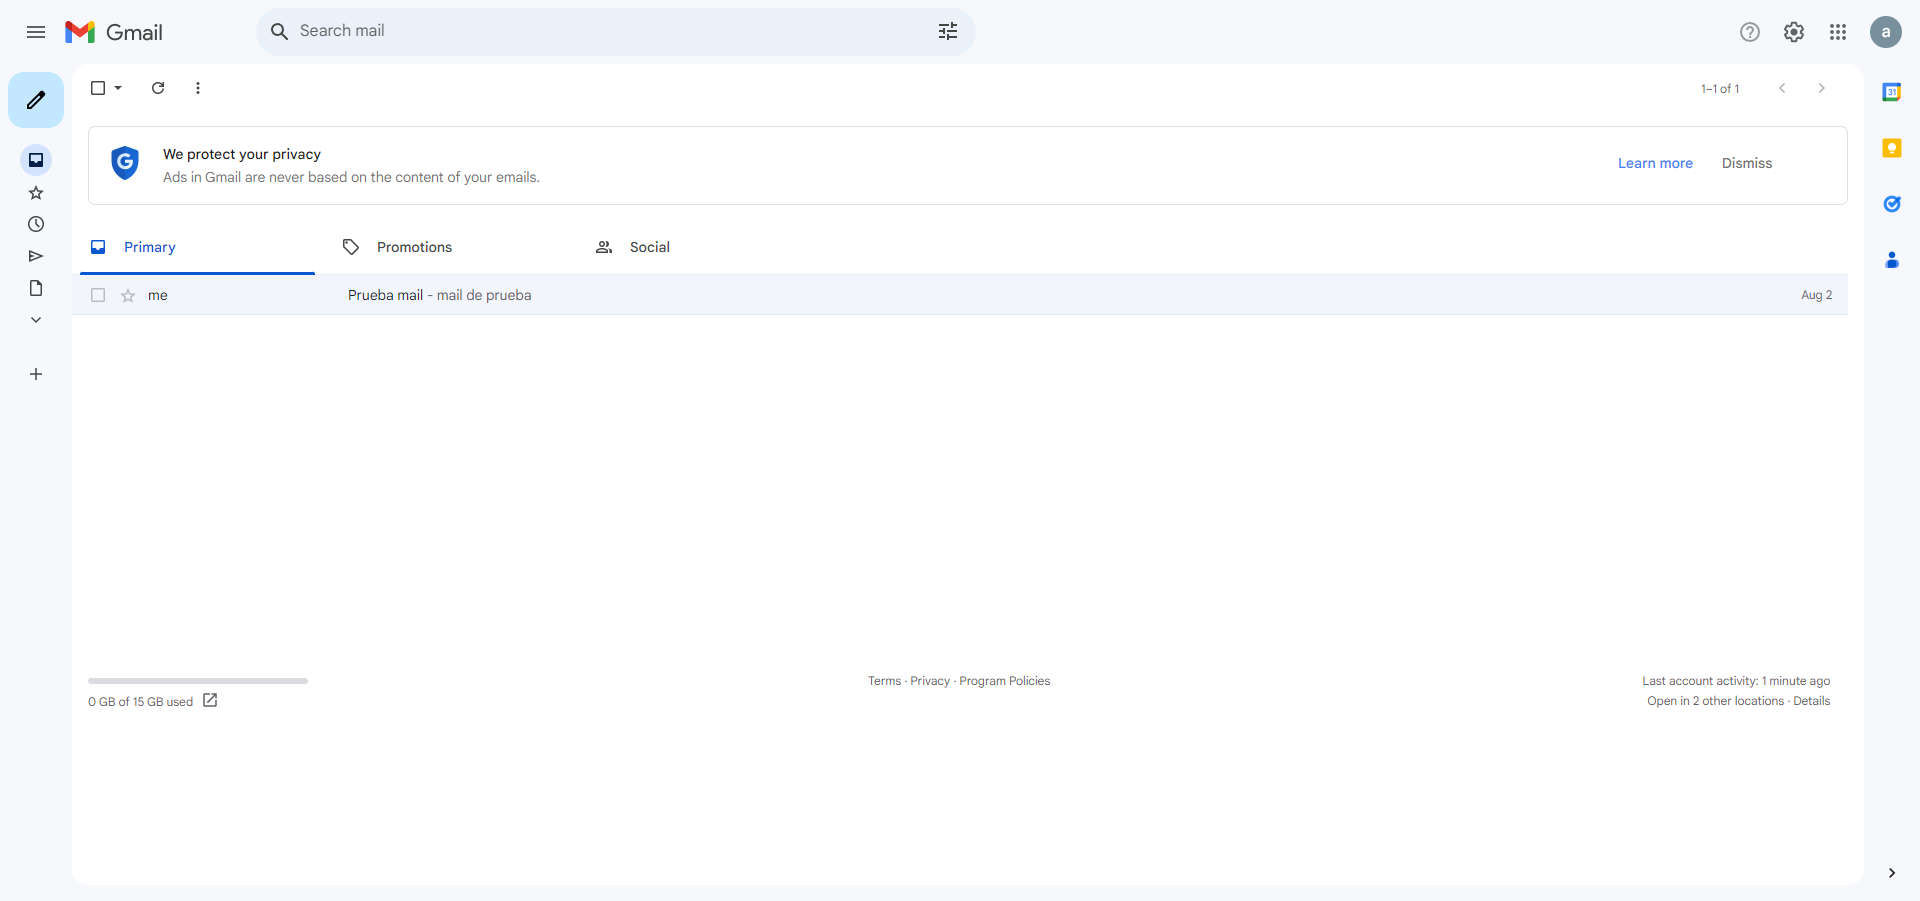 Gmail
Search mail
a
1–1 of 1
31
G
We protect your privacy
Ads in Gmail are never based on the content of your emails.
Learn more
Dismiss
Primary
Promotions
Social
me
Prueba mail - mail de prueba
Aug 2
0 GB of 15 GB used
Terms · Privacy · Program Policies
Last account activity: 1 minute ago
Open in 2 other locations · Details